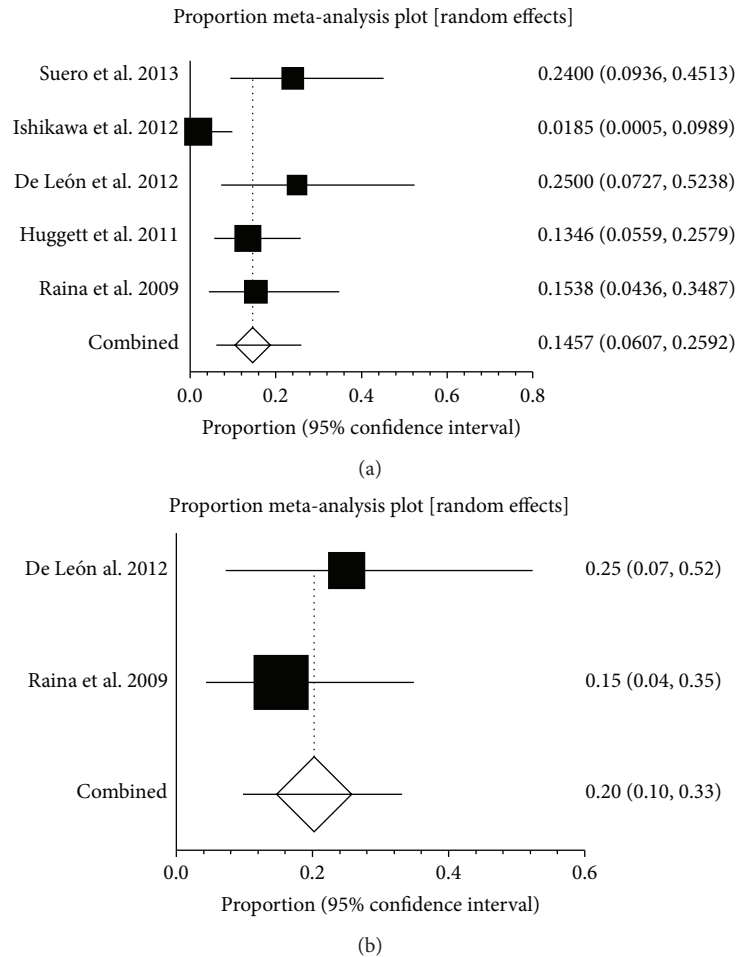 Proportion meta-analysis plot [random effects]
Suero et al. 2013 0.2400 (0.0936, 0.4513)
Ishikawa et al. 2012 0.0185 (0.0005, 0.0989)
De León et al. 2012 0.2500 (0.0727, 0.5238)
Huggett et al. 2011 0.1346 (0.0559, 0.2579)
Raina et al. 2009 0.1538 (0.0436, 0.3487)
Combined 0.1457 (0.0607, 0.2592)
0.0 0.2 0.4 0.6 0.8
Proportion (95% confidence interval)
(a)
Proportion meta-analysis plot [random effects]
De León al. 2012 0.25 (0.07, 0.52)
Raina et al. 2009 0.15 (0.04, 0.35)
Combined 0.20 (0.10, 0.33)
0.0 0.2 0.4 0.6
Proportion (95% confidence interval)
(b)